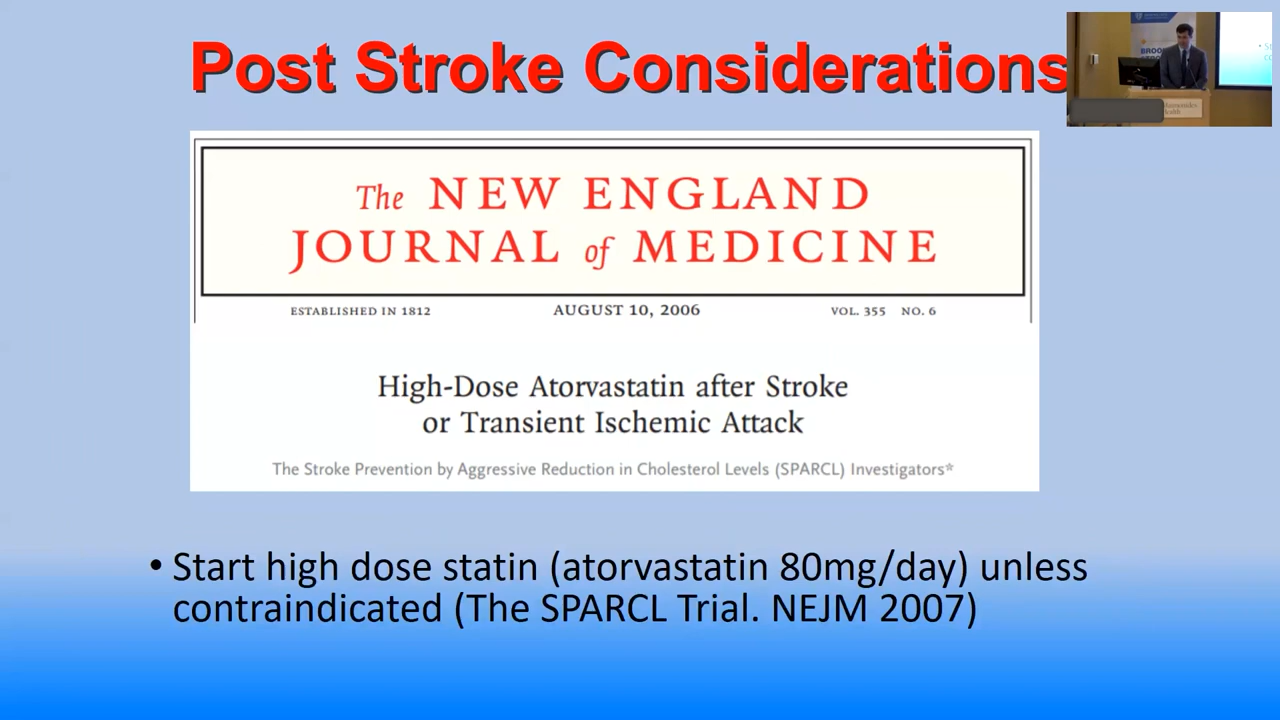 Post Stroke Considerations
The NEW ENGLAND
JOURNAL of MEDICINE
ESTABLISHED IN 1812 AUGUST 10, 2006 VOL. 355 NO. 6
High-Dose Atorvastatin after Stroke
or Transient Ischemic Attack
The Stroke Prevention by Aggressive Reduction in Cholesterol Levels (SPARCL) Investigators*
• Start high dose statin (atorvastatin 80mg/day) unless
contraindicated (The SPARCL Trial. NEJM 2007)